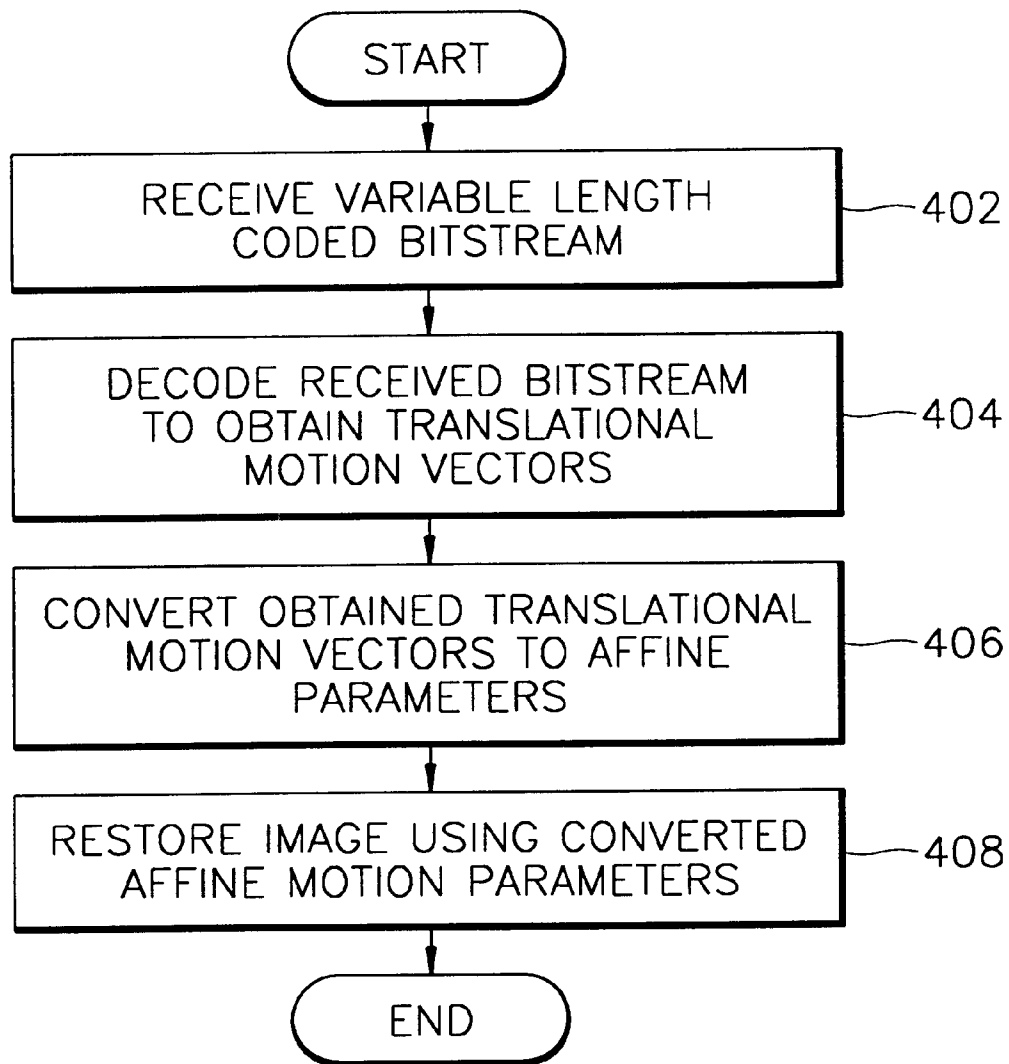 START
RECEIVE VARIABLE LENGTH
CODED BITSTREAM
402
DECODE RECEIVED BITSTREAM
TO OBTAIN TRANSLATIONAL
MOTION VECTORS
404
CONVERT OBTAINED TRANSLATIONAL
MOTION VECTORS TO AFFINE
PARAMETERS
406
RESTORE IMAGE USING CONVERTED
AFFINE MOTION PARAMETERS
408
END